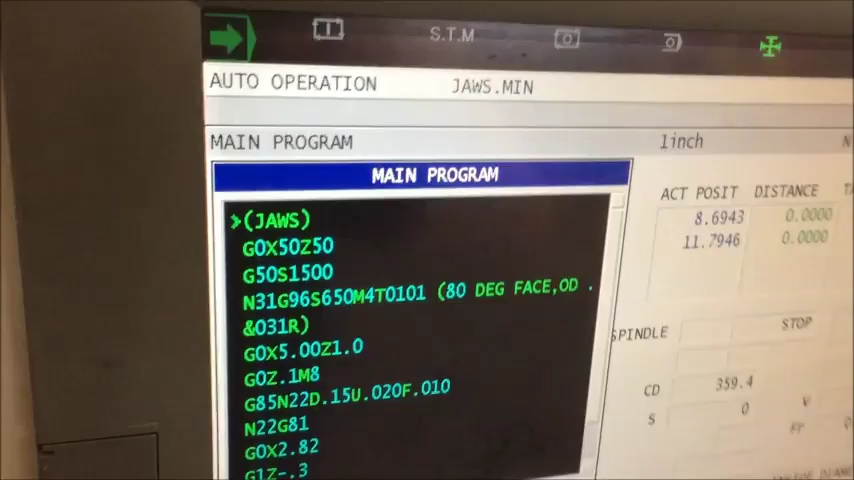 S.T.M
AUTO OPERATION JAWS.MIN
MAIN PROGRAM 1inch
MAIN PROGRAM
ACT POSIT DISTANCE
>(JAWS)
8.6943 0.0000
G0X50Z50
11.7946 0.0000
G50S1500
N31G96S650M4T0101 (80 DEG FACE,OD .
&031R)
SPINDLE STOP
G0X5.00Z1.0
G0Z.1M8
CD 359.4
G85N22D.15U.020F.010
S 0
N22G81
G0X2.82
G1Z-.3